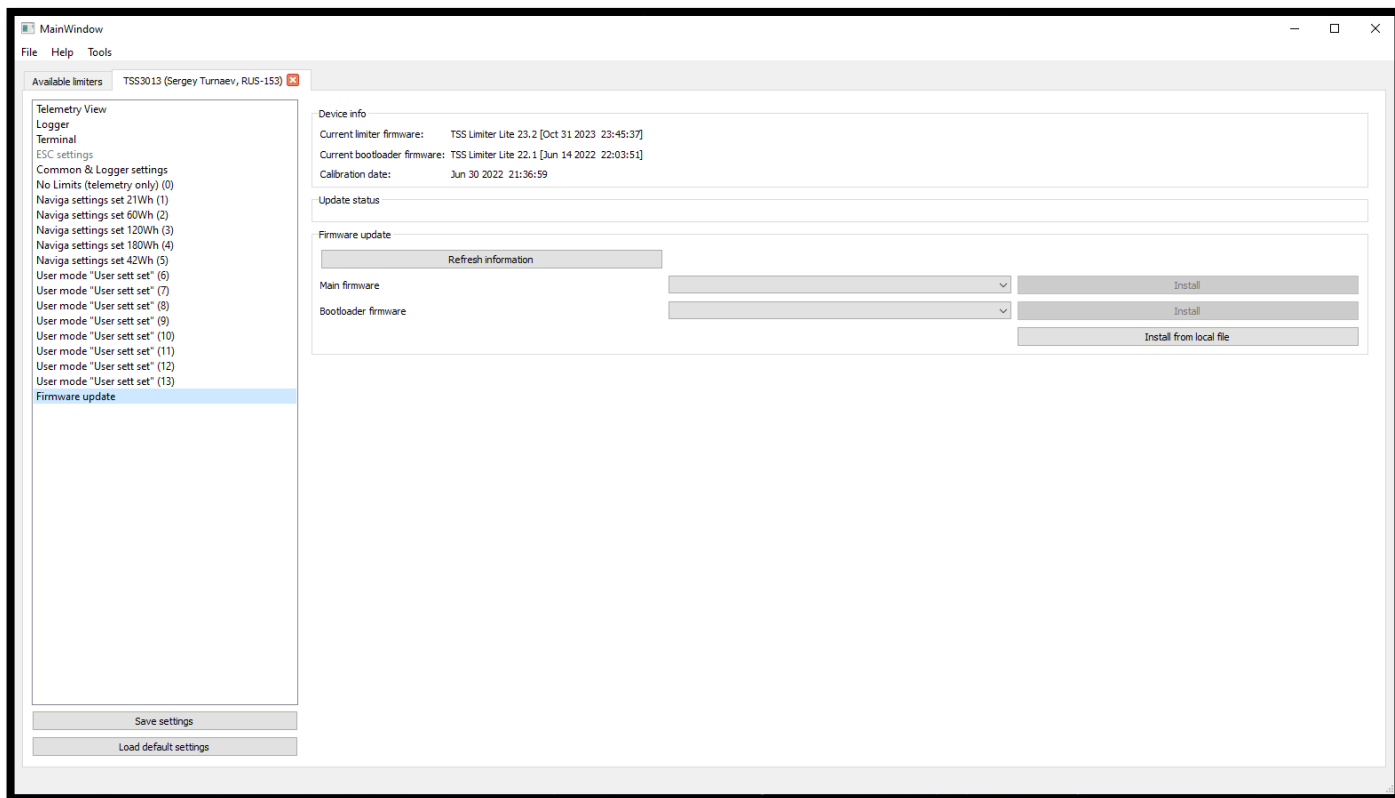 MainWindow
File Help Tools
Available limiters TSS3013 (Sergey Turnaev, RUS-153)
Telemetry View
Logger
Terminal
ESC settings
Common & Logger settings
No Limits (telemetry only) (0)
Naviga settings set 21Wh (1)
Naviga settings set 60Wh (2)
Naviga settings set 120Wh (3)
Naviga settings set 180Wh (4)
Naviga settings set 42Wh (5)
User mode "User sett set" (6)
User mode "User sett set" (7)
User mode "User sett set" (8)
User mode "User sett set" (9)
User mode "User sett set" (10)
User mode "User sett set" (11)
User mode "User sett set" (12)
User mode "User sett set" (13)
Firmware update
Save settings
Load default settings
Device info
Current limiter firmware: TSS Limiter Lite 23.2 [Oct 31 2023 23:45:37]
Current bootloader firmware: TSS Limiter Lite 22.1 [Jun 14 2022 22:03:51]
Calibration date: Jun 30 2022 21:36:59
Update status
Firmware update
Refresh information
Main firmware Install
Bootloader firmware Install
Install from local file